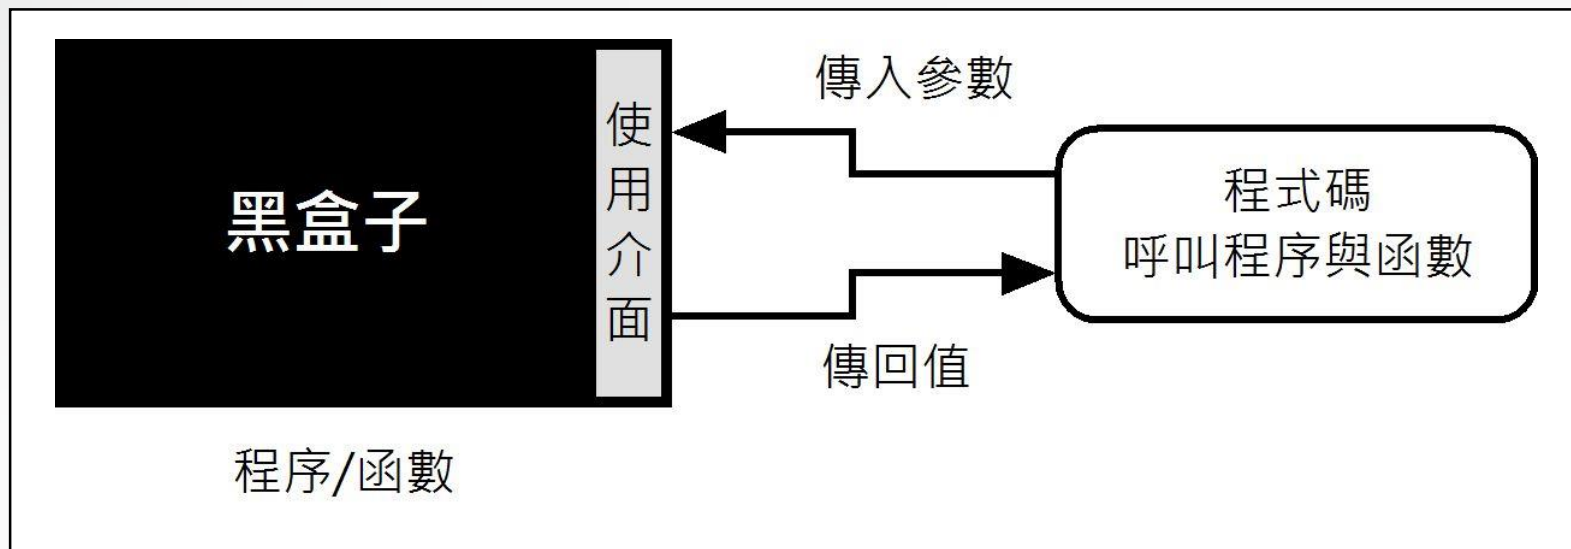 黑盒子
使用介面
傳入參數
程式碼
呼叫程序與函數
傳回值
程序/函數